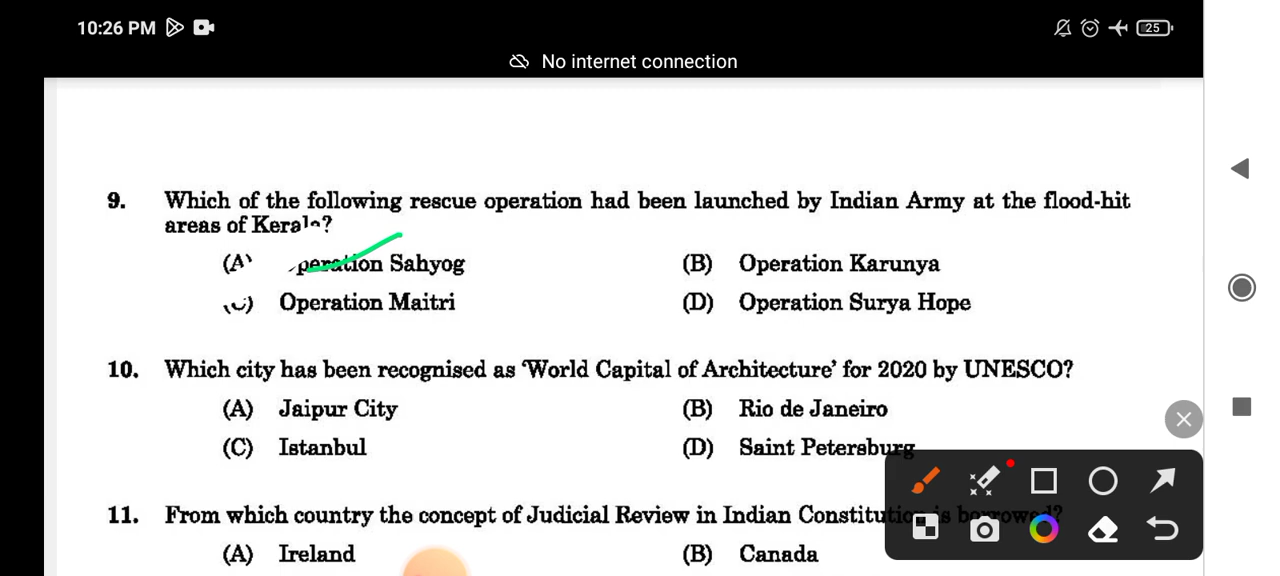 10:26 PM
25
No internet connection
9. Which of the following rescue operation had been launched by Indian Army at the flood-hit
areas of Kerala?
(A) Operation Sahyog (B) Operation Karunya
(C) Operation Maitri (D) Operation Surya Hope
10. Which city has been recognised as 'World Capital of Architecture' for 2020 by UNESCO?
(A) Jaipur City (B) Rio de Janeiro
(C) Istanbul (D) Saint Petersburg
11. From which country the concept of Judicial Review in Indian Constitution is borrowed?
(A) Ireland (B) Canada